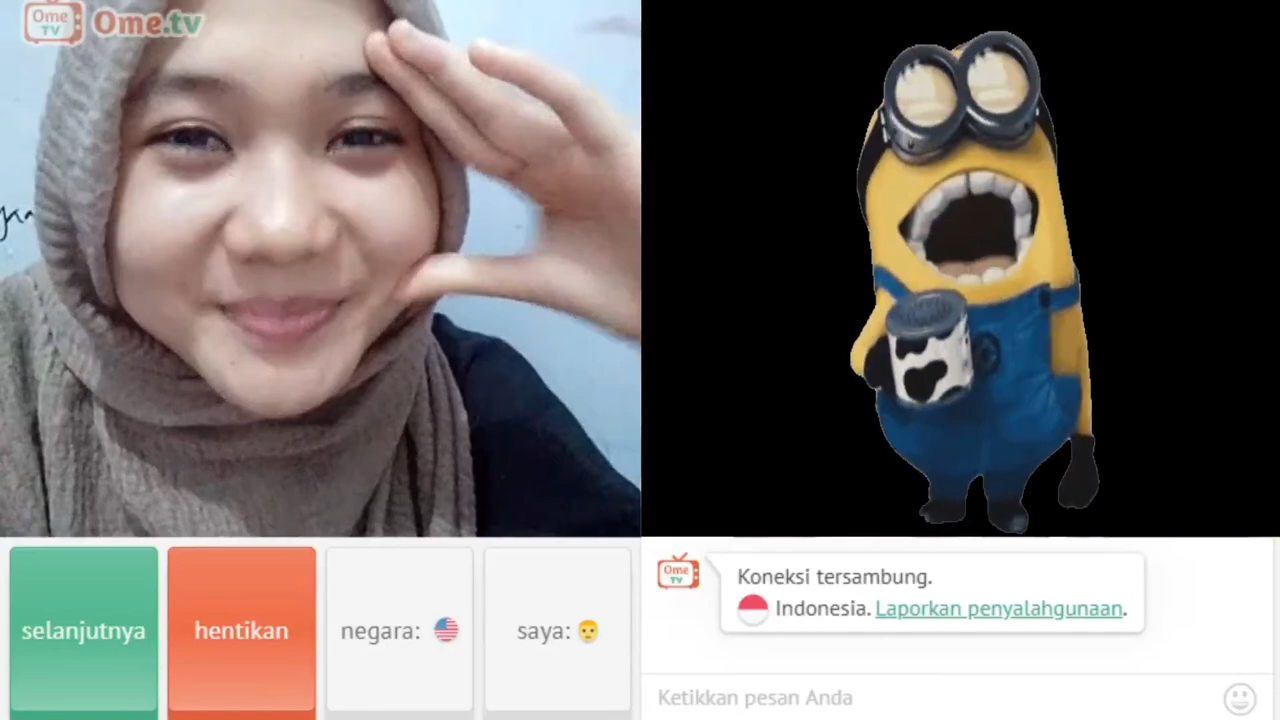 Ome
TV
Ome.tv
selanjutnya
hentikan
negara:
saya:
Ome
TV
Koneksi tersambung.
Indonesia. Laporkan penyalahgunaan.
Ketikkan pesan Anda